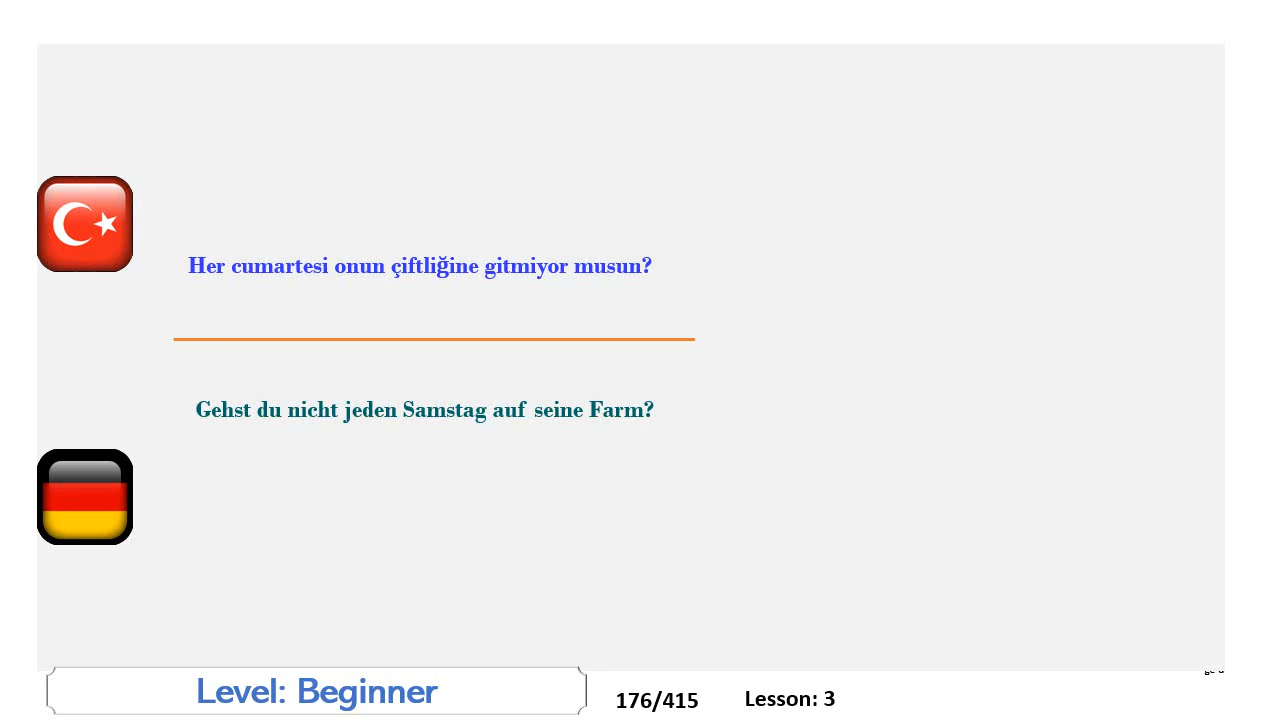 Her cumartesi onun çiftliğine gitmiyor musun?
Gehst du nicht jeden Samstag auf seine Farm?
Level: Beginner
176/415
Lesson: 3